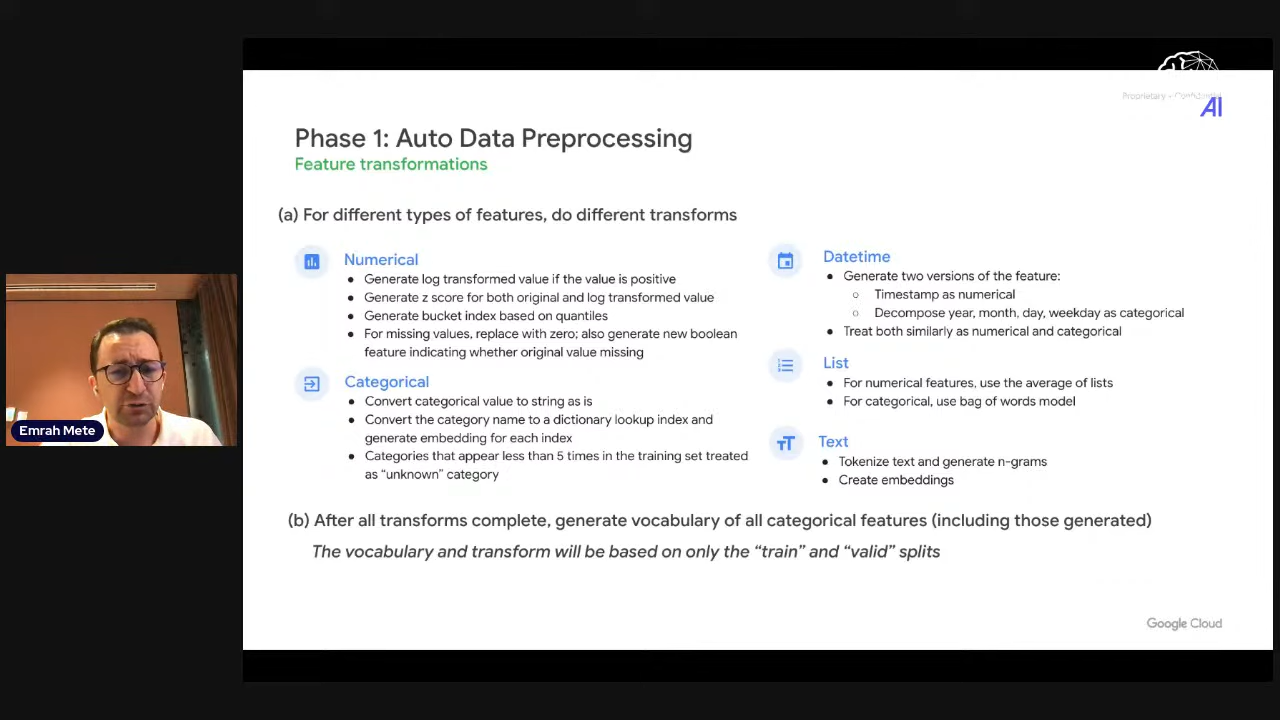 Proprietary - Confidential
AI
Phase 1: Auto Data Preprocessing
Feature transformations
(a) For different types of features, do different transforms
Numerical
• Generate log transformed value if the value is positive
• Generate z score for both original and log transformed value
• Generate bucket index based on quantiles
• For missing values, replace with zero; also generate new boolean
feature indicating whether original value missing
Categorical
• Convert categorical value to string as is
• Convert the category name to a dictionary lookup index and
generate embedding for each index
• Categories that appear less than 5 times in the training set treated
as “unknown” category
Datetime
• Generate two versions of the feature:
○ Timestamp as numerical
○ Decompose year, month, day, weekday as categorical
• Treat both similarly as numerical and categorical
List
• For numerical features, use the average of lists
• For categorical, use bag of words model
Text
• Tokenize text and generate n-grams
• Create embeddings
(b) After all transforms complete, generate vocabulary of all categorical features (including those generated)
The vocabulary and transform will be based on only the “train” and “valid” splits
Google Cloud
Emrah Mete